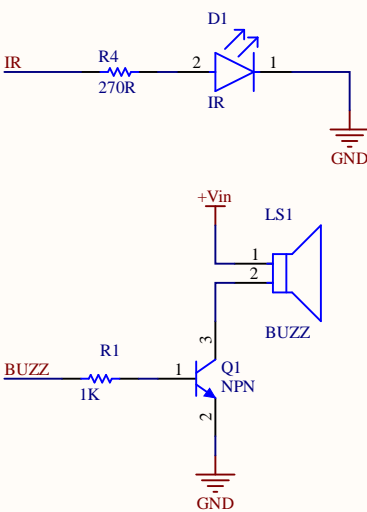 D1
IR
R4
2
1
270R
IR
GND
+Vin
LS1
1
2
BUZZ
3
R1
BUZZ
1
Q1
1K
NPN
2
GND